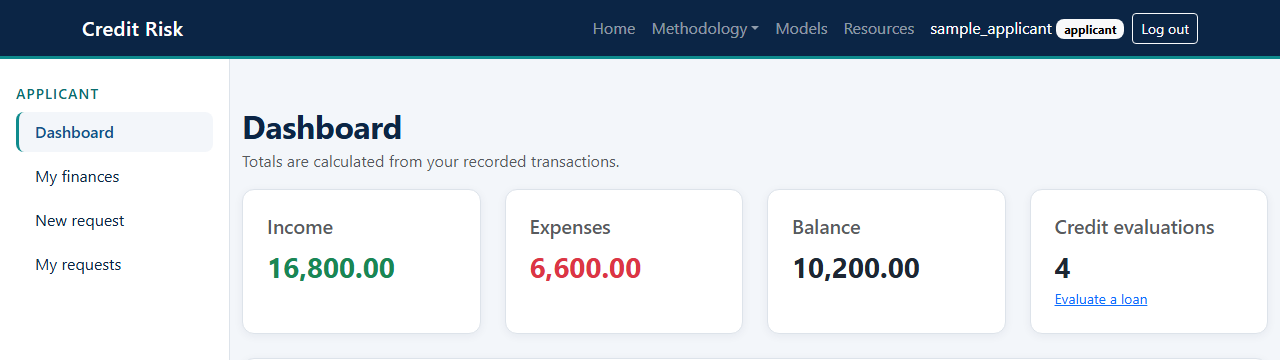 Credit Risk
Home Methodology Models Resources sample_applicant applicant Log out
APPLICANT
Dashboard
My finances
New request
My requests
Dashboard
Totals are calculated from your recorded transactions.
Income
16,800.00
Expenses
6,600.00
Balance
10,200.00
Credit evaluations
4
Evaluate a loan